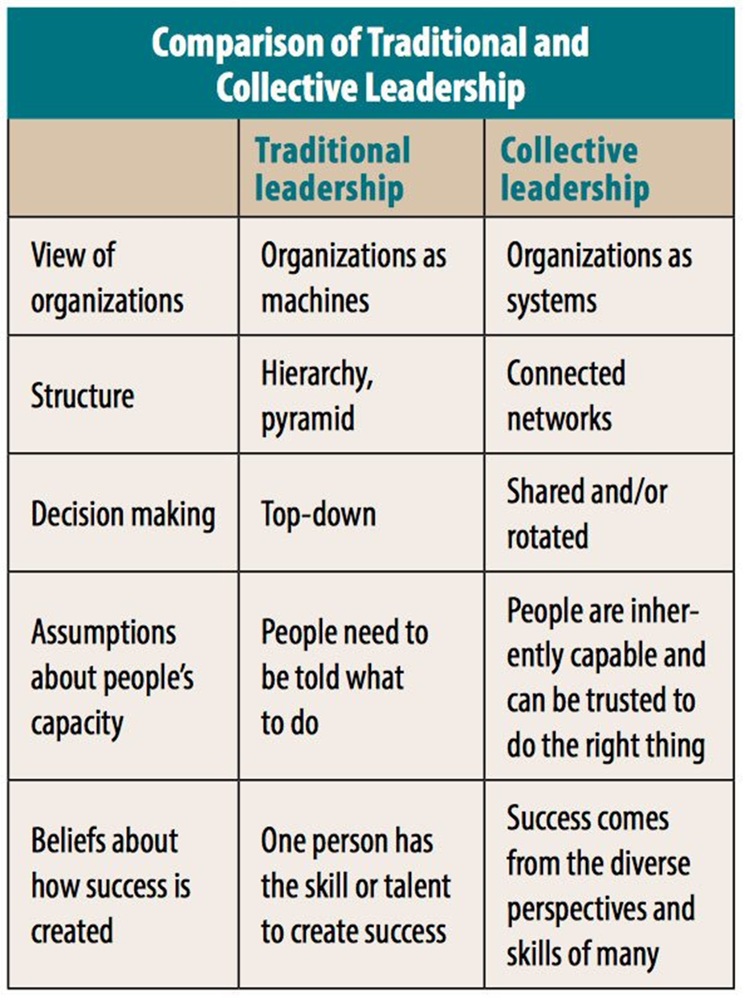 Comparison of Traditional and
Collective Leadership
Traditional
leadership
Collective
leadership
View of
organizations
Organizations as
machines
Organizations as
systems
Structure
Hierarchy,
pyramid
Connected
networks
Decision making
Top-down
Shared and/or
rotated
Assumptions
about people's
capacity
People need to
be told what
to do
People are inher-
ently capable and
can be trusted to
do the right thing
Beliefs about
how success is
created
One person has
the skill or talent
to create success
Success comes
from the diverse
perspectives and
skills of many